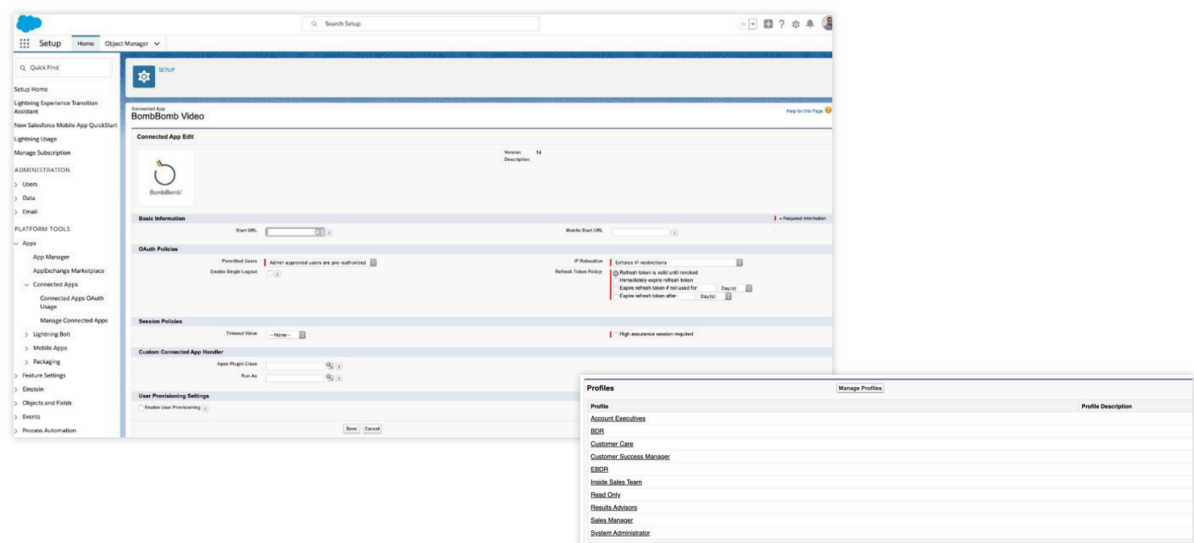 Search Setup
Setup Home Object Manager
Quick Find
SETUP
Setup Home
Lightning Experience Transition
Assistant
New Salesforce Mobile App QuickStart
Lightning Usage
Manage Subscription
ADMINISTRATION
Users
Data
Email
PLATFORM TOOLS
Apps
App Manager
AppExchange Marketplace
Connected Apps
Connected Apps OAuth
Usage
Manage Connected Apps
Lightning Bolt
Mobile Apps
Packaging
Feature Settings
Einstein
Objects and Fields
Events
Process Automation
Connected App
BombBomb Video
Help for this Page
Connected App Edit
BombBomb
Version 14
Description
Basic Information
= Required Information
Start URL
Mobile Start URL
OAuth Policies
Permitted Users Admin approved users are pre-authorized
IP Relaxation Enforce IP restrictions
Enable Single Logout
Refresh Token Policy: Refresh token is valid until revoked
Immediately expire refresh token
Expire refresh token if not used for Day(s)
Expire refresh token after Day(s)
Session Policies
Timeout Value --None--
High assurance session required
Custom Connected App Handler
Apex Plugin Class
Run As
User Provisioning Settings
Enable User Provisioning
Save Cancel
Profiles
Manage Profiles
Profile Profile Description
Account Executives
BDR
Customer Care
Customer Success Manager
EBDR
Inside Sales Team
Read Only
Results Advisors
Sales Manager
System Administrator